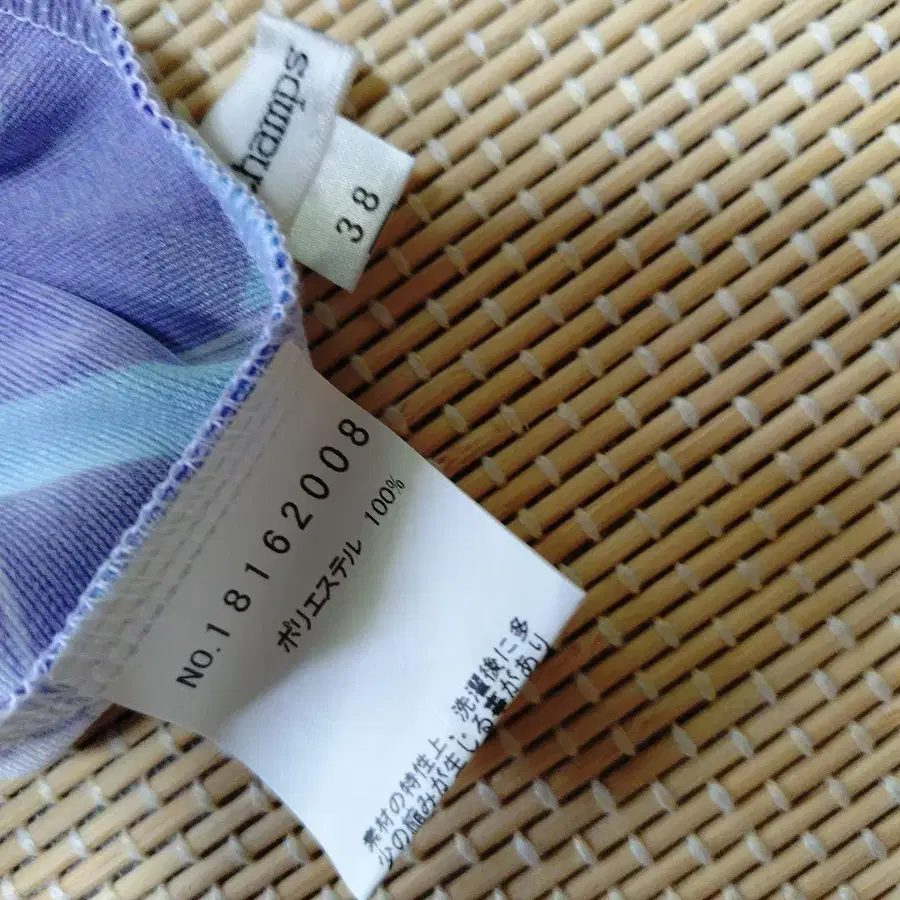 hamps
38
NO.18162008
ポリエステル 100%
素材の特性上、洗濯後に多
少の縮みが生じる事があり